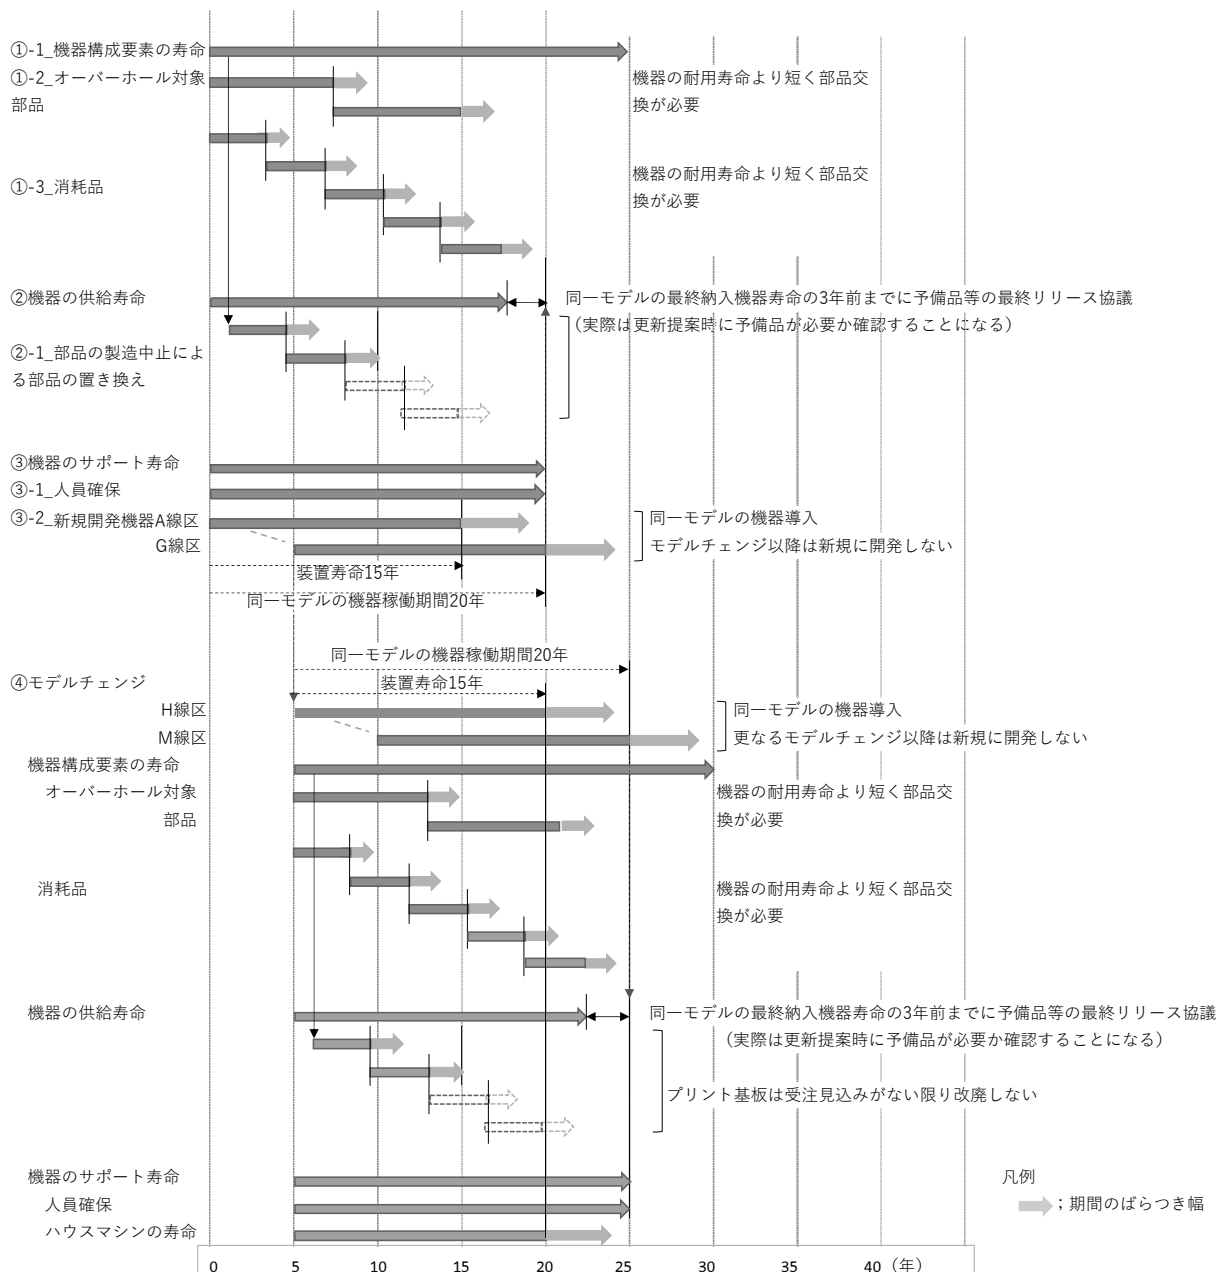 ①-1_機器構成要素の寿命
①-2_オーバーホール対象
部品
機器の耐用寿命より短く部品交
換が必要
①-3_消耗品
機器の耐用寿命より短く部品交
換が必要
②機器の供給寿命
同一モデルの最終納入機器寿命の3年前までに予備品等の最終リリース協議
（実際は更新提案時に予備品が必要か確認することになる）
②-1_部品の製造中止によ
る部品の置き換え
③機器のサポート寿命
③-1_人員確保
③-2_新規開発機器A線区
G線区
同一モデルの機器導入
モデルチェンジ以降は新規に開発しない
装置寿命15年
同一モデルの機器稼働期間20年
同一モデルの機器稼働期間20年
④モデルチェンジ
装置寿命15年
H線区
M線区
同一モデルの機器導入
更なるモデルチェンジ以降は新規に開発しない
機器構成要素の寿命
オーバーホール対象
部品
機器の耐用寿命より短く部品交
換が必要
消耗品
機器の耐用寿命より短く部品交
換が必要
機器の供給寿命
同一モデルの最終納入機器寿命の3年前までに予備品等の最終リリース協議
（実際は更新提案時に予備品が必要か確認することになる）
プリント基板は受注見込みがない限り改廃しない
機器のサポート寿命
人員確保
ハウスマシンの寿命
凡例
；期間のばらつき幅
0 5 10 15 20 25 30 35 40（年）